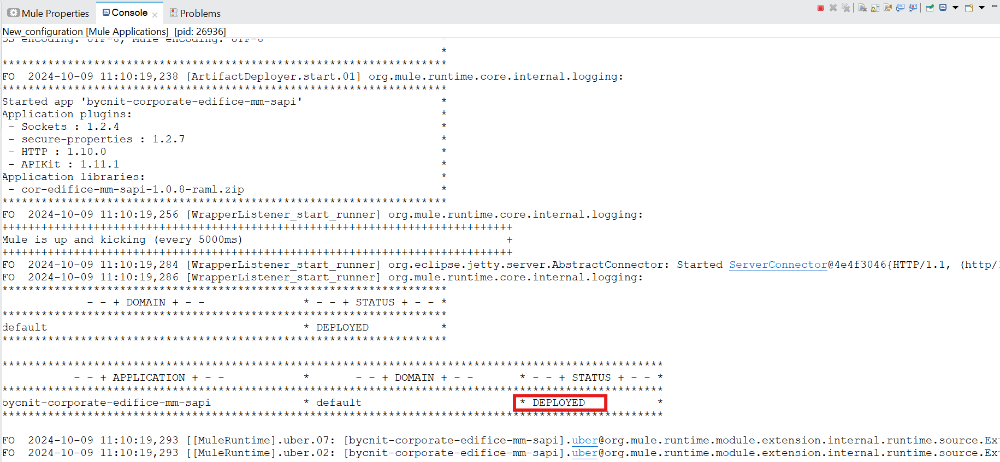 Mule Properties Console Problems
New_configuration [Mule Applications] [pid: 26936]
OS encoding: UTF-8, Mule encoding: UTF-8 *
*
*********************************************************************
FO 2024-10-09 11:10:19,238 [ArtifactDeployer.start.01] org.mule.runtime.core.internal.logging:
*********************************************************************
Started app 'bycnit-corporate-edifice-mm-sapi' *
Application plugins: *
- Sockets : 1.2.4 *
- secure-properties : 1.2.7 *
- HTTP : 1.10.0 *
- APIKit : 1.11.1 *
Application libraries: *
- cor-edifice-mm-sapi-1.0.8-raml.zip *
*********************************************************************
FO 2024-10-09 11:10:19,256 [WrapperListener_start_runner] org.mule.runtime.core.internal.logging:
++++++++++++++++++++++++++++++++++++++++++++++++++++++++++++++++++++++++++++++
Mule is up and kicking (every 5000ms) +
++++++++++++++++++++++++++++++++++++++++++++++++++++++++++++++++++++++++++++++
FO 2024-10-09 11:10:19,284 [WrapperListener_start_runner] org.eclipse.jetty.server.AbstractConnector: Started ServerConnector@4e4f3046{HTTP/1.1, (http/1
FO 2024-10-09 11:10:19,286 [WrapperListener_start_runner] org.mule.runtime.core.internal.logging:
*********************************************************************
- - + DOMAIN + - - * - - + STATUS + - - *
*********************************************************************
default * DEPLOYED *
*********************************************************************
*******************************************************************************************************
- - + APPLICATION + - - * - - + DOMAIN + - - * - - + STATUS + - - *
*******************************************************************************************************
bycnit-corporate-edifice-mm-sapi * default * DEPLOYED *
*******************************************************************************************************
FO 2024-10-09 11:10:19,293 [[MuleRuntime].uber.07: [bycnit-corporate-edifice-mm-sapi].uber@org.mule.runtime.module.extension.internal.runtime.source.Ex
FO 2024-10-09 11:10:19,293 [[MuleRuntime].uber.02: [bycnit-corporate-edifice-mm-sapi].uber@org.mule.runtime.module.extension.internal.runtime.source.Ex